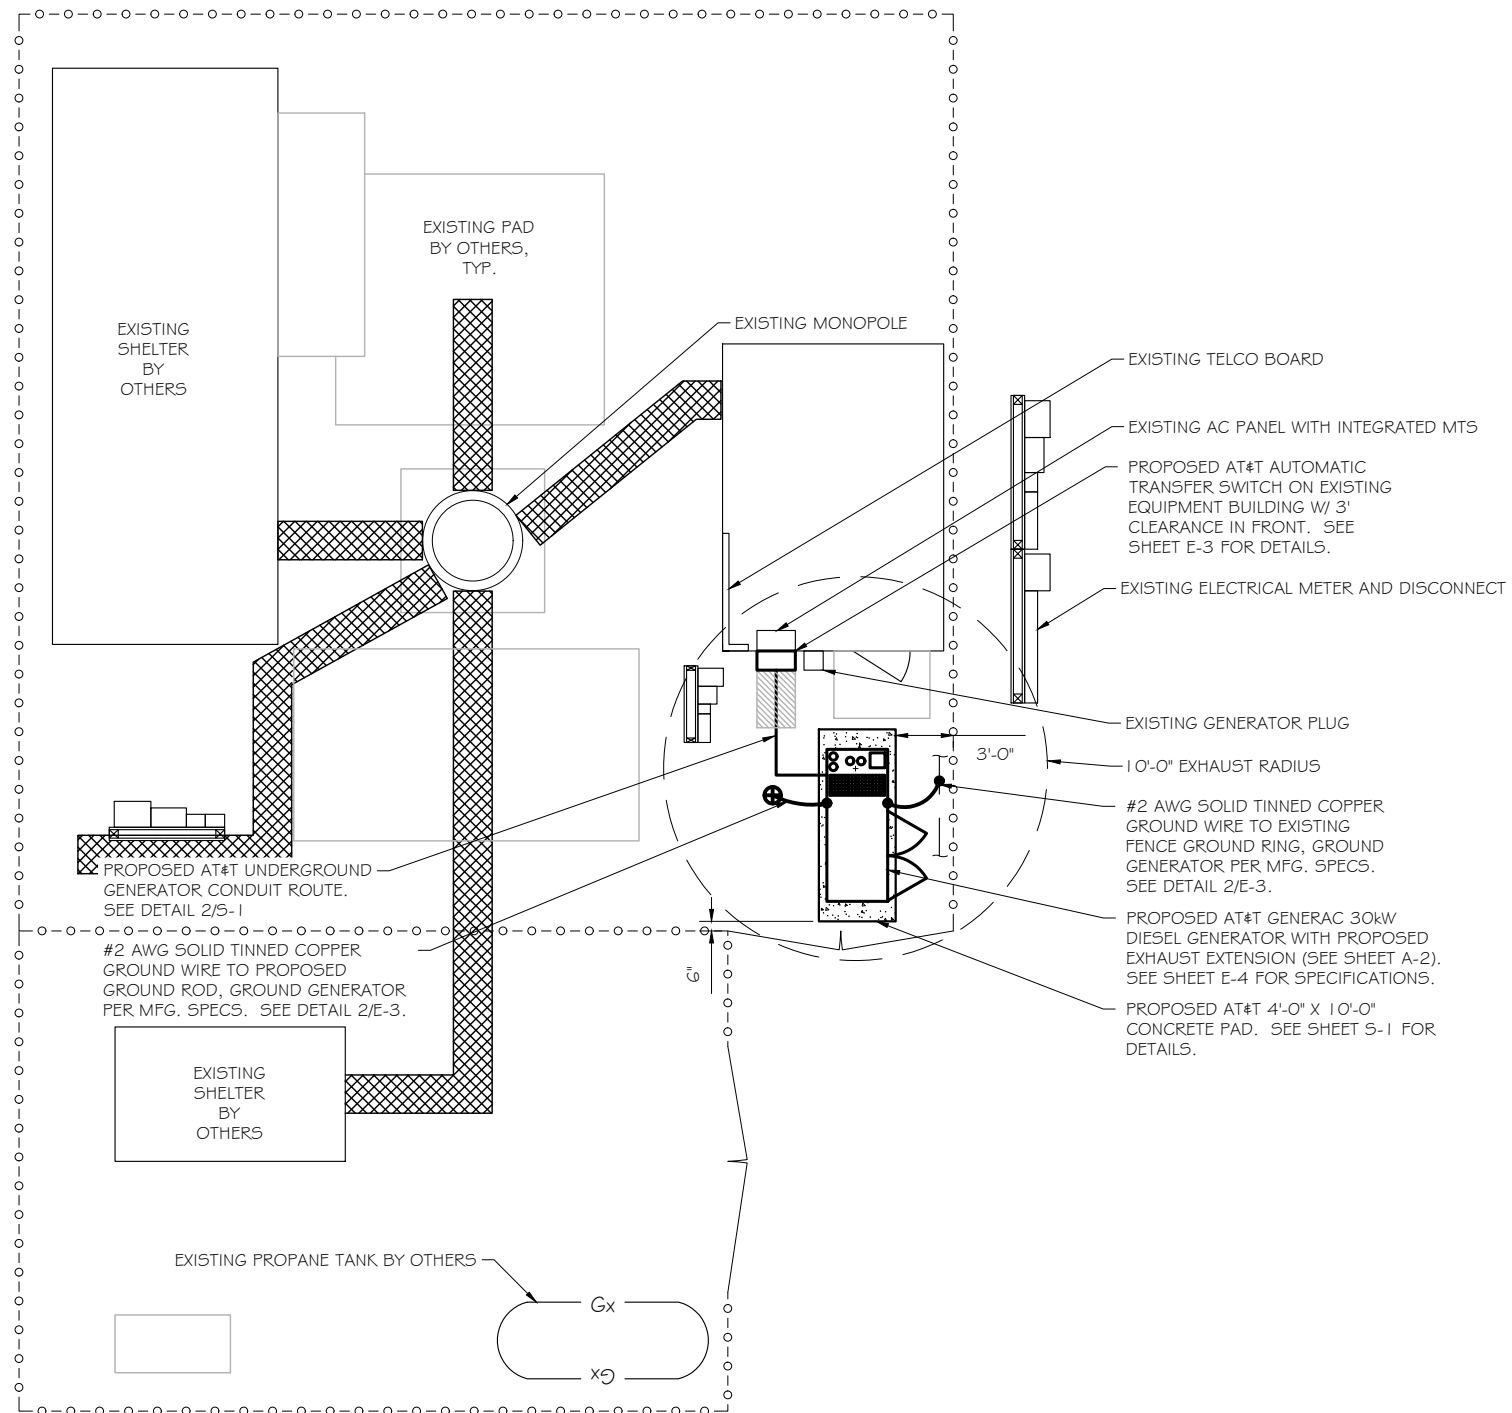 EXISTING PAD
BY OTHERS,
TYP.
EXISTING
SHELTER
BY
OTHERS
EXISTING MONOPOLE
EXISTING TELCO BOARD
EXISTING AC PANEL WITH INTEGRATED MTS
PROPOSED AT&T AUTOMATIC
TRANSFER SWITCH ON EXISTING
EQUIPMENT BUILDING W/ 3'
CLEARANCE IN FRONT. SEE
SHEET E-3 FOR DETAILS.
EXISTING ELECTRICAL METER AND DISCONNECT
EXISTING GENERATOR PLUG
3'-0"
10'-0" EXHAUST RADIUS
#2 AWG SOLID TINNED COPPER
GROUND WIRE TO EXISTING
FENCE GROUND RING, GROUND
GENERATOR PER MFG. SPECS.
SEE DETAIL 2/E-3.
PROPOSED AT&T UNDERGROUND
GENERATOR CONDUIT ROUTE.
SEE DETAIL 2/S-1
PROPOSED AT&T GENERAC 30kW
DIESEL GENERATOR WITH PROPOSED
EXHAUST EXTENSION (SEE SHEET A-2).
SEE SHEET E-4 FOR SPECIFICATIONS.
#2 AWG SOLID TINNED COPPER
GROUND WIRE TO PROPOSED
GROUND ROD, GROUND GENERATOR
PER MFG. SPECS. SEE DETAIL 2/E-3.
6"
PROPOSED AT&T 4'-0" X 10'-0"
CONCRETE PAD. SEE SHEET S-1 FOR
DETAILS.
EXISTING
SHELTER
BY
OTHERS
EXISTING PROPANE TANK BY OTHERS
Gx
Gx